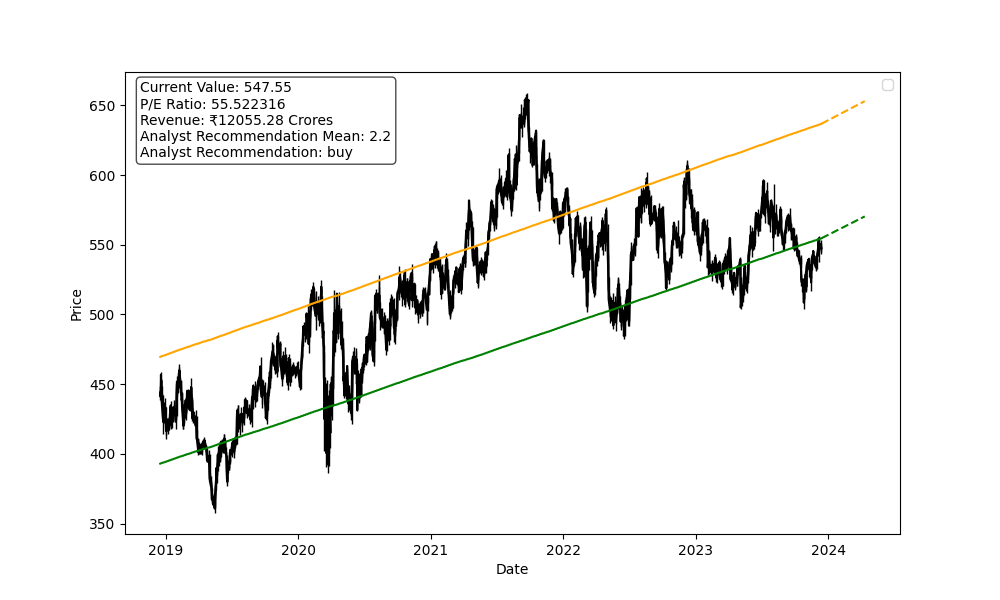 Current Value: 547.55
P/E Ratio: 55.522316
Revenue: ₹12055.28 Crores
Analyst Recommendation Mean: 2.2
Analyst Recommendation: buy
650
600
550
500
450
400
350
Price
2019 2020 2021 2022 2023 2024
Date